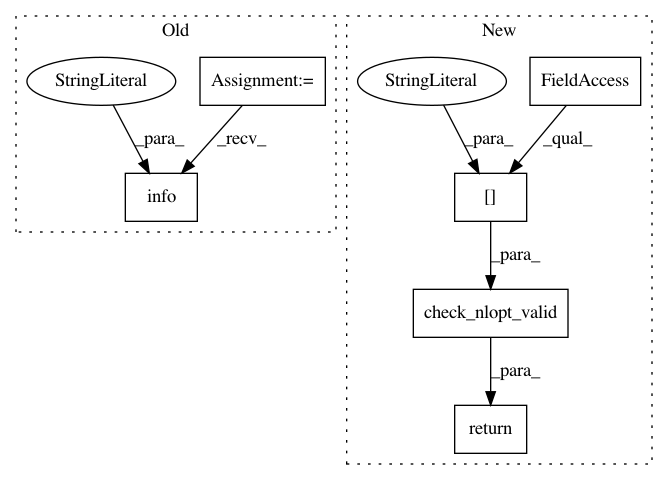 Old
New
StringLiteral
Assignment:=
StringLiteral
FieldAccess
_para_
_recv_
_para_
_qual_
info
[]
_para_
check_nlopt_valid
_para_
return